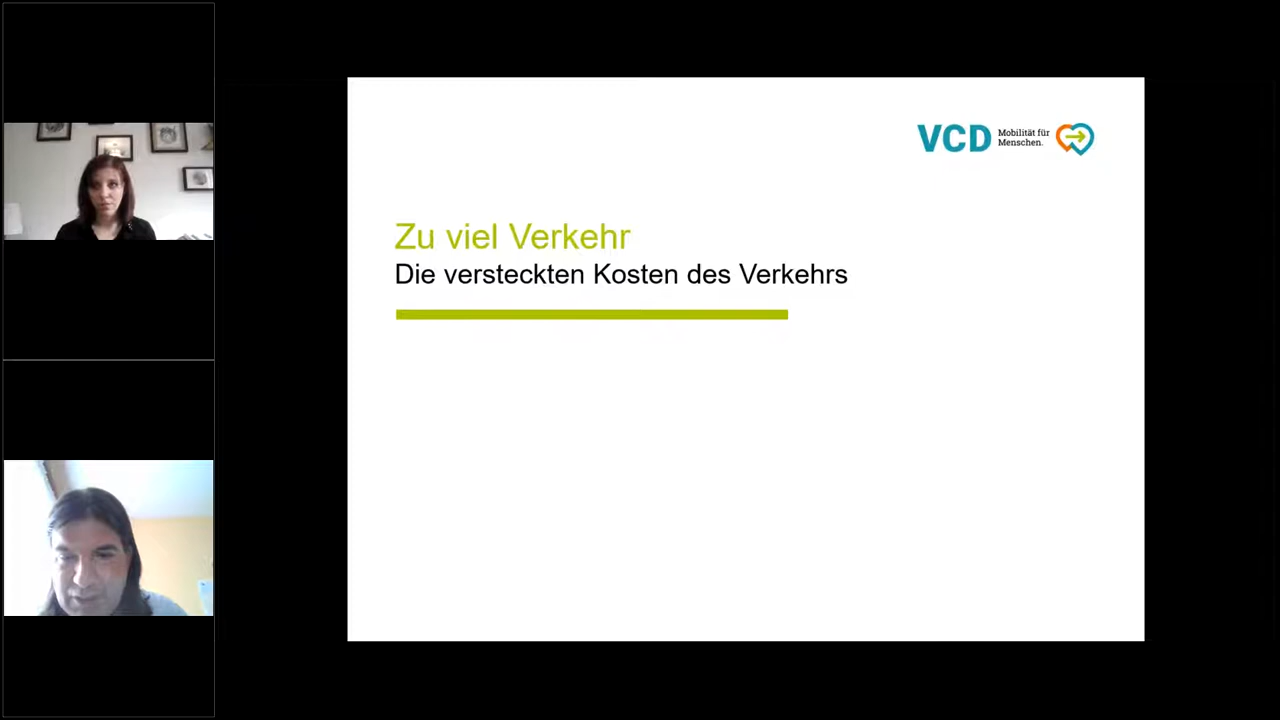 VCD
Mobilität für
Menschen.
Zu viel Verkehr
Die versteckten Kosten des Verkehrs